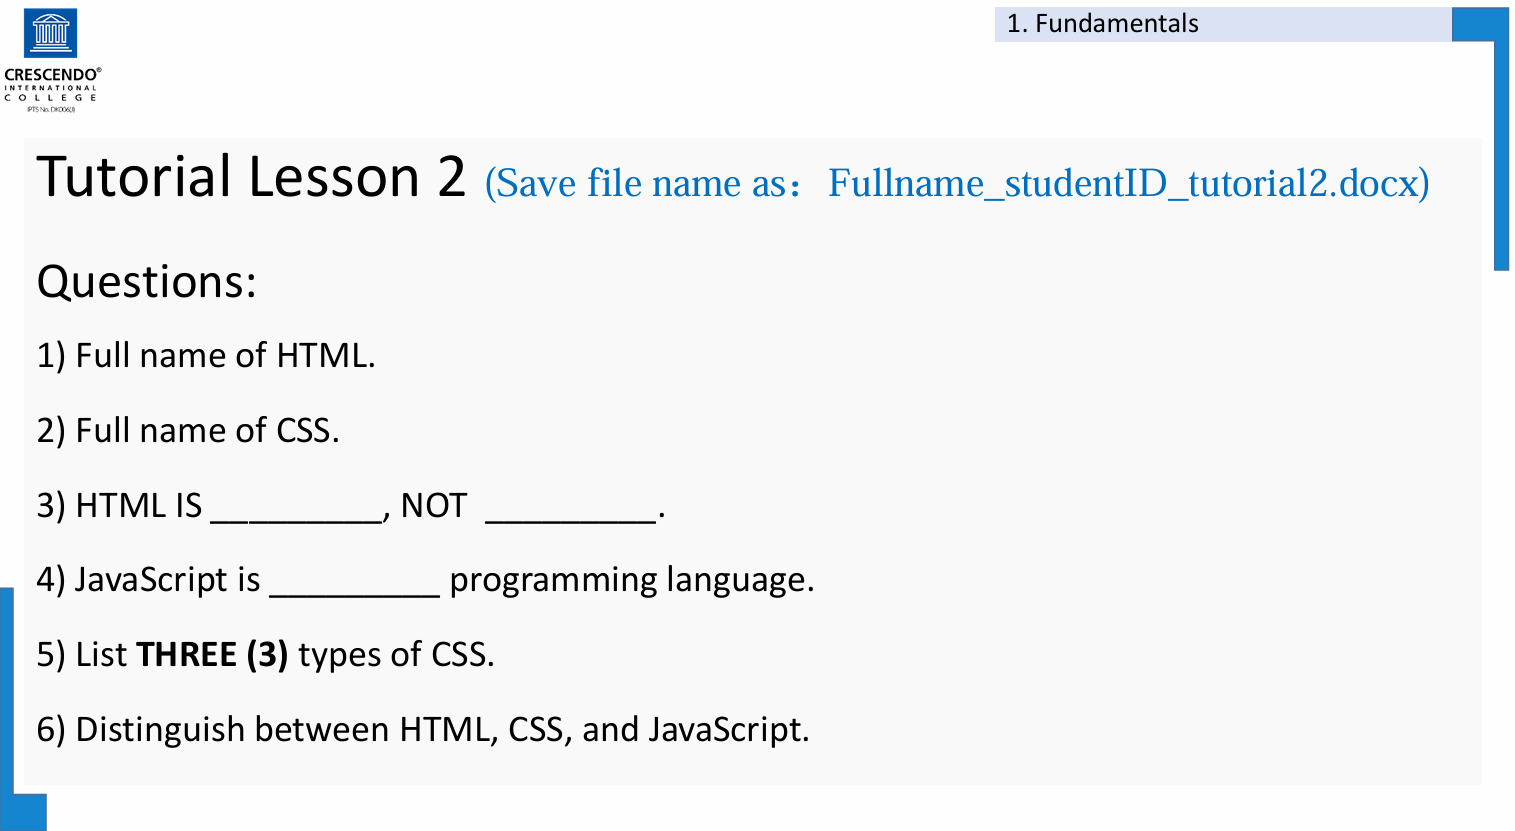 CRESCENDO®
INTERNATIONAL
COLLEGE
IPTS No. DK006(J)
1. Fundamentals
Tutorial Lesson 2 (Save file name as：Fullname_studentID_tutorial2.docx)
Questions:
1) Full name of HTML.
2) Full name of CSS.
3) HTML IS _________, NOT _________.
4) JavaScript is _________ programming language.
5) List THREE (3) types of CSS.
6) Distinguish between HTML, CSS, and JavaScript.